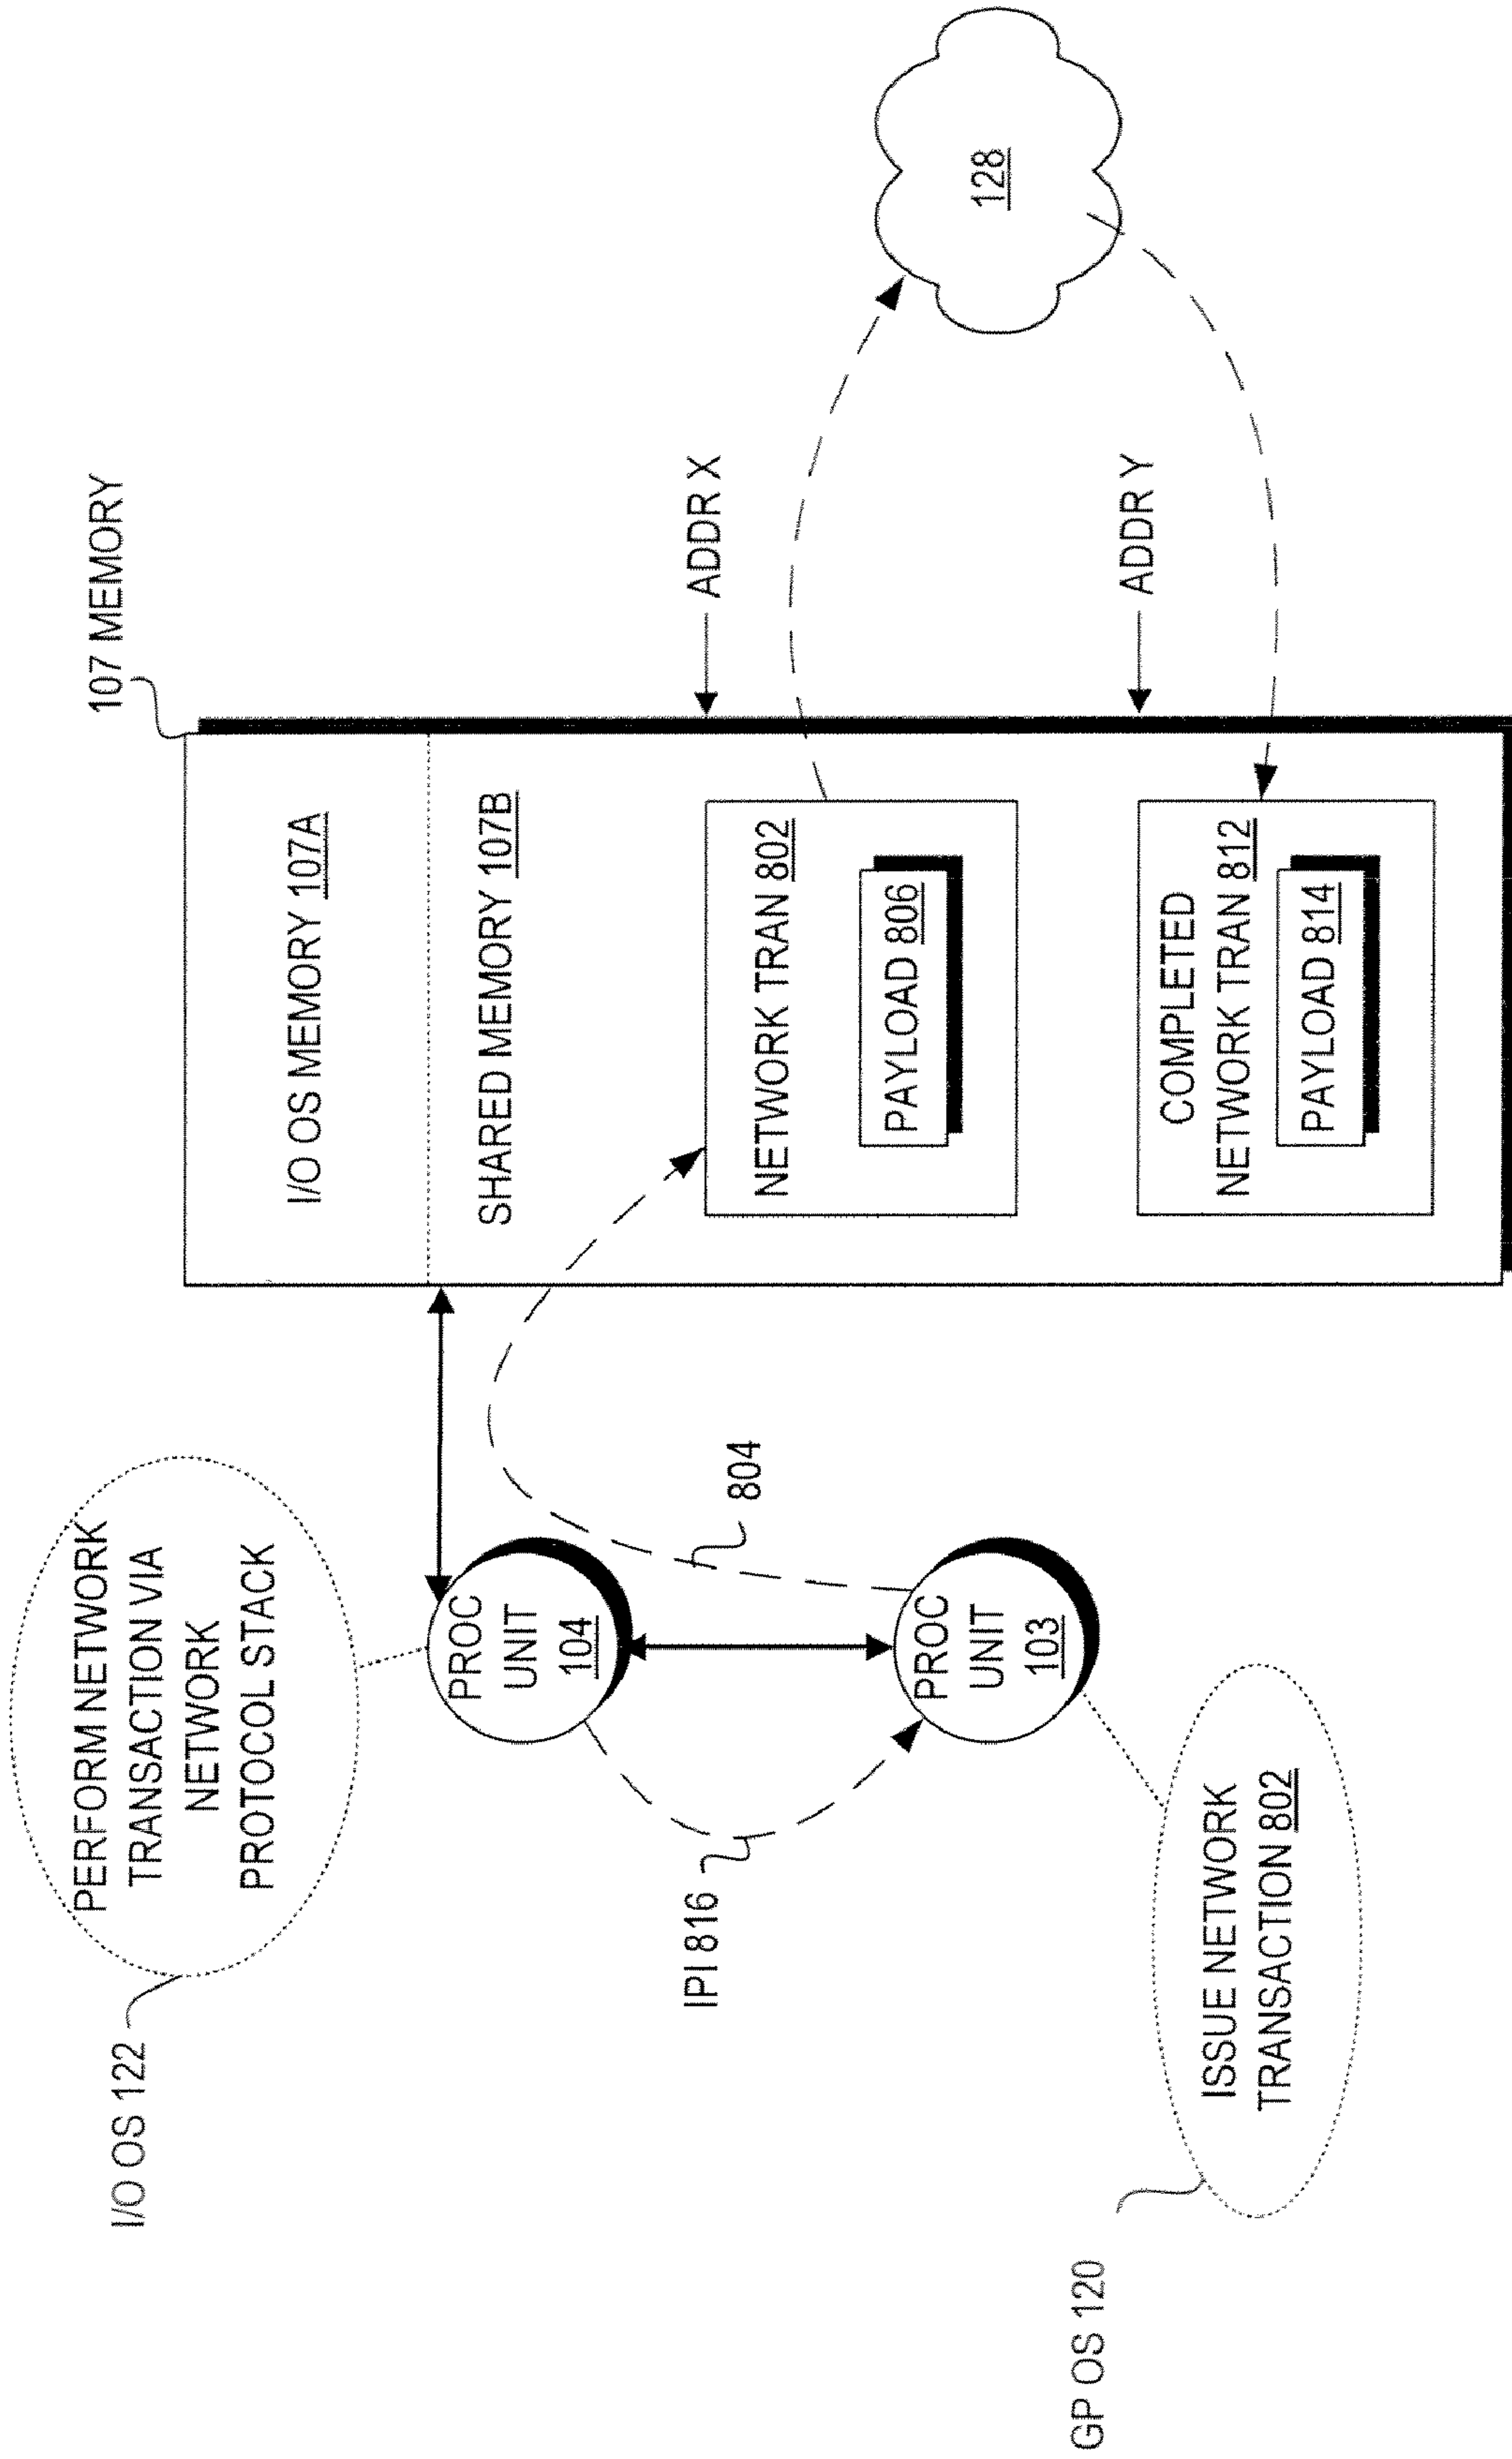 I/O OS 122
PERFORM NETWORK
TRANSACTION VIA
NETWORK
PROTOCOL STACK
107 MEMORY
I/O OS MEMORY 107A
SHARED MEMORY 107B
PROC
UNIT
104
804
IPI 816
NETWORK TRAN 802
PAYLOAD 806
ADDR X
128
PROC
UNIT
103
COMPLETED
NETWORK TRAN 812
PAYLOAD 814
ADDR Y
GP OS 120
ISSUE NETWORK
TRANSACTION 802